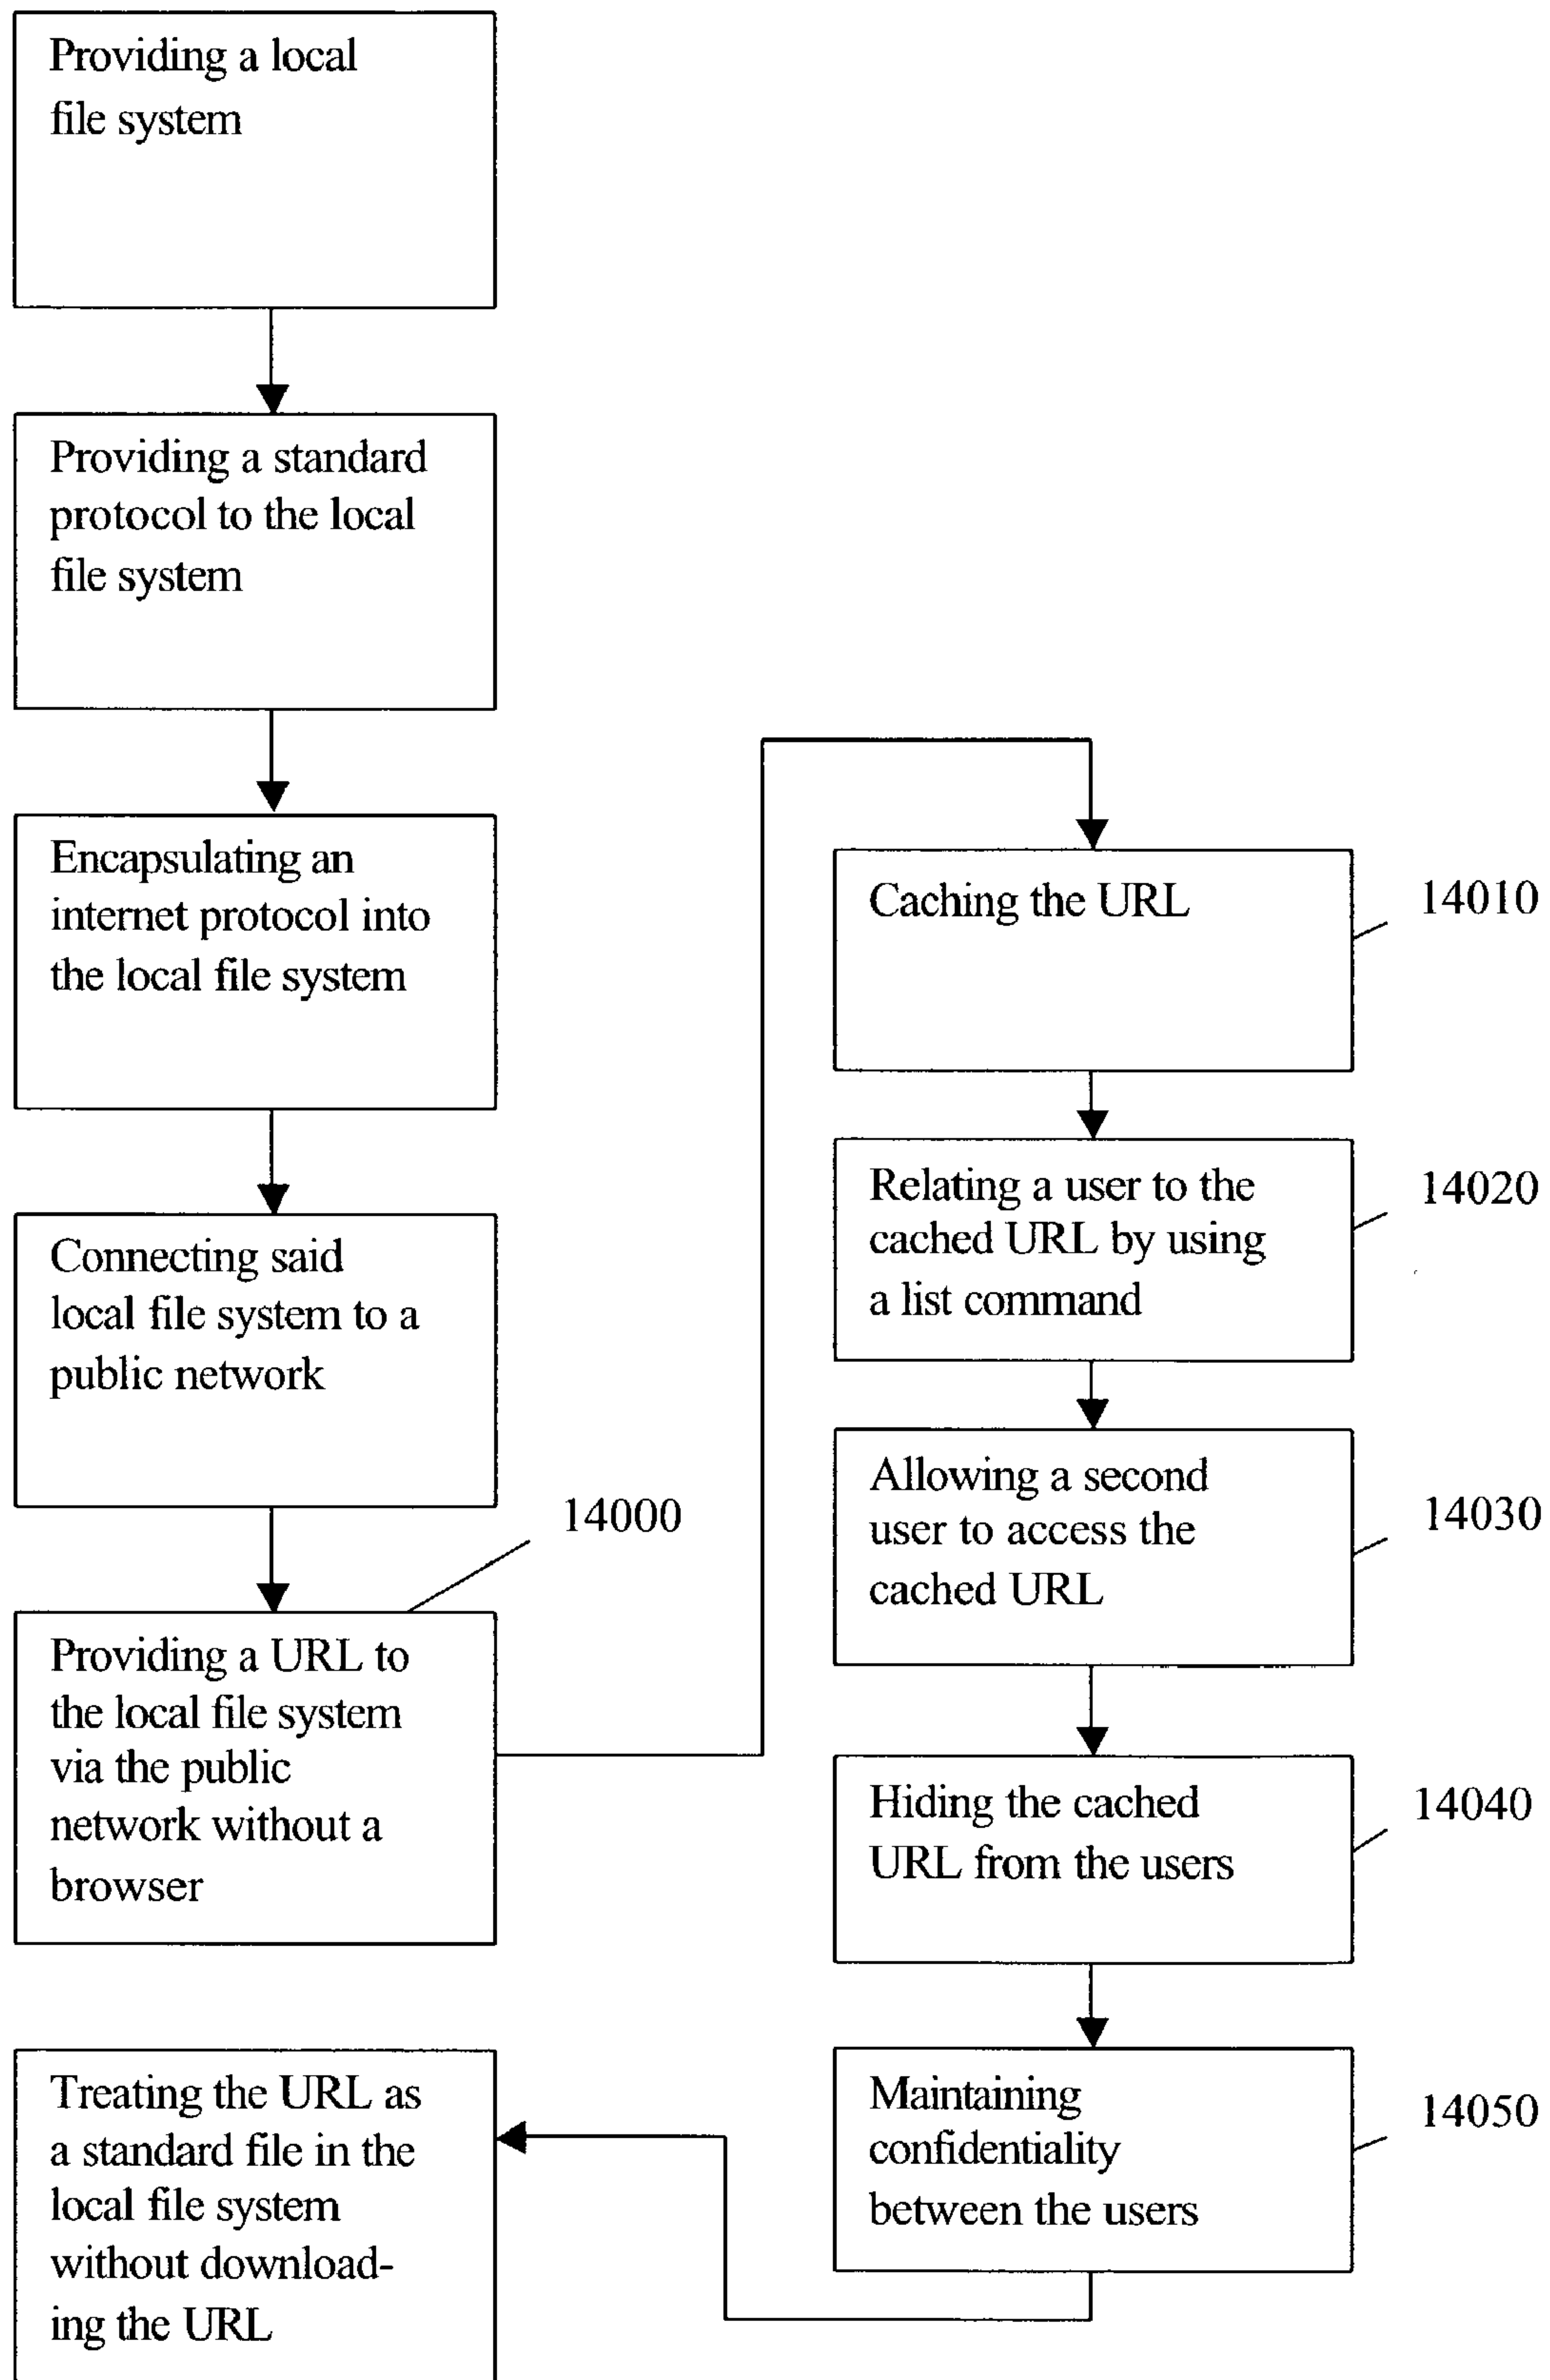 Providing a local
file system
Providing a standard
protocol to the local
file system
Encapsulating an
internet protocol into
the local file system
Connecting said
local file system to a
public network
14000
Providing a URL to
the local file system
via the public
network without a
browser
Caching the URL
14010
Relating a user to the
cached URL by using
a list command
14020
Allowing a second
user to access the
cached URL
14030
Hiding the cached
URL from the users
14040
Maintaining
confidentiality
between the users
14050
Treating the URL as
a standard file in the
local file system
without download-
ing the URL